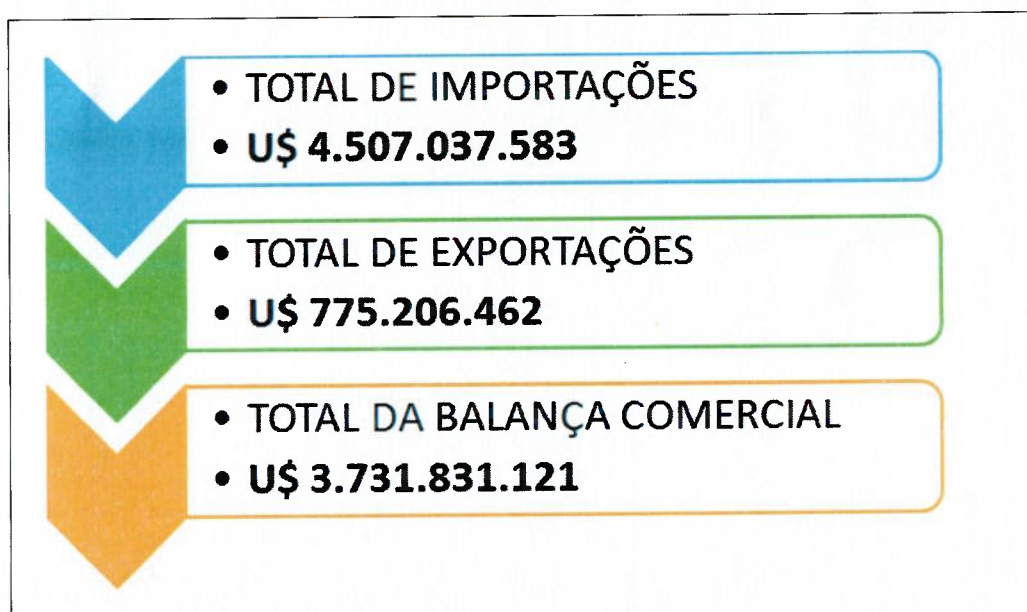 • TOTAL DE IMPORTAÇÕES
• U$ 4.507.037.583
• TOTAL DE EXPORTAÇÕES
• U$ 775.206.462
• TOTAL DA BALANÇA COMERCIAL
• U$ 3.731.831.121